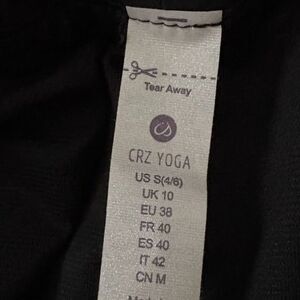 Tear Away
CRZ YOGA
US S(4/6)
UK 10
EU 38
FR 40
ES 40
IT 42
CN M